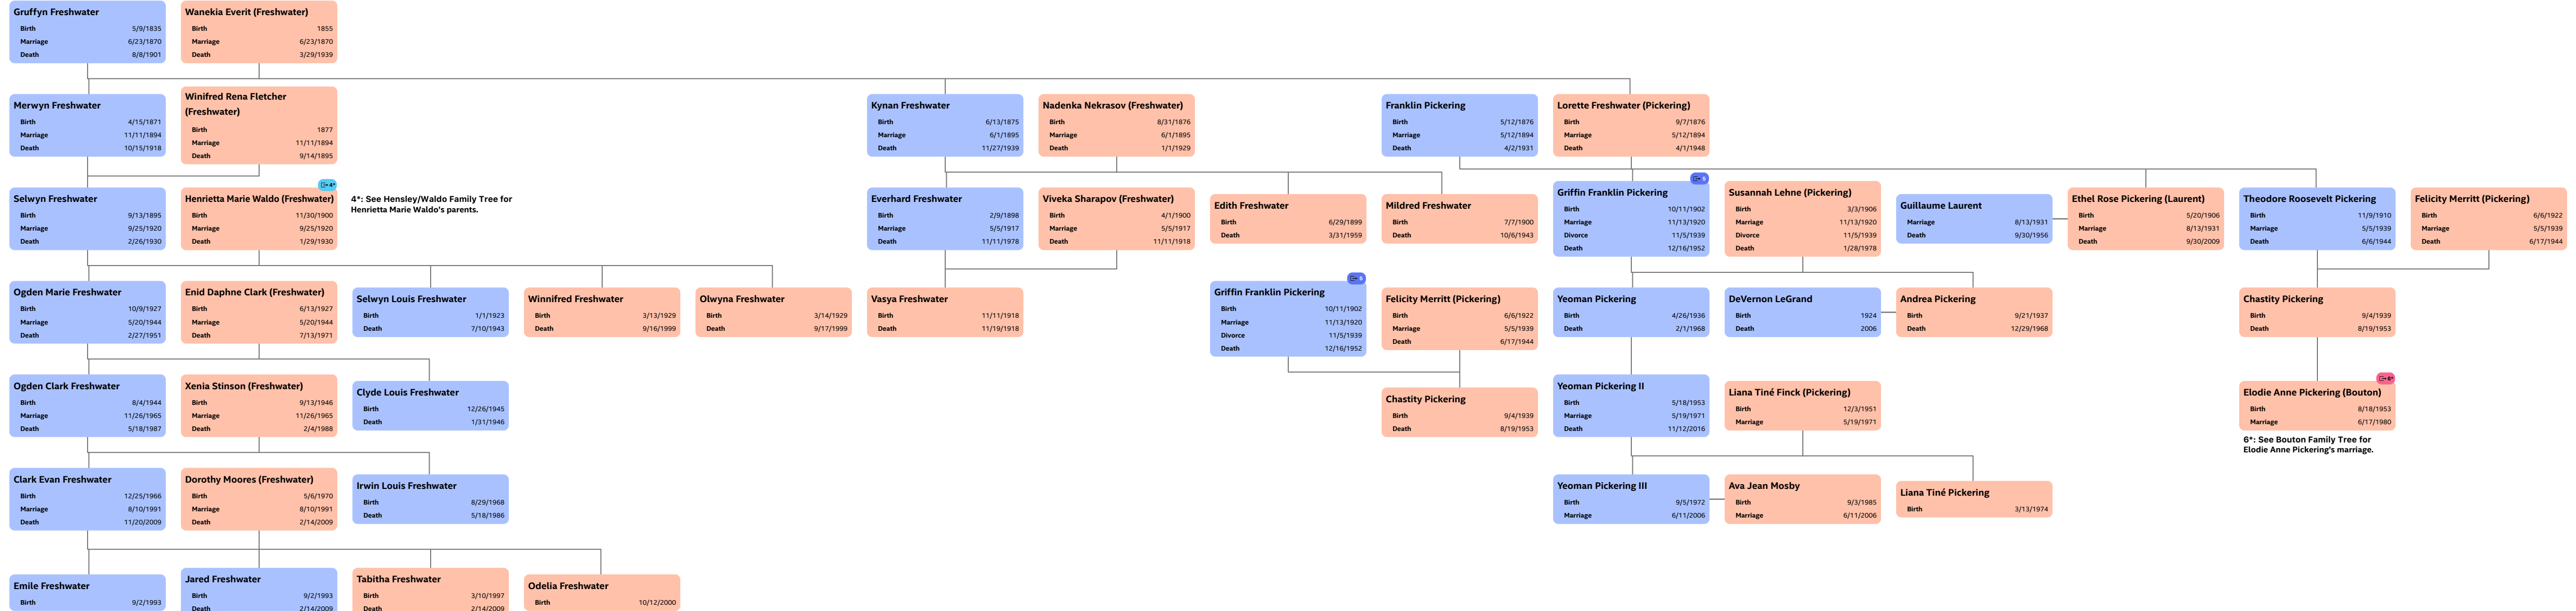 Gruffyn Freshwater
Birth 5/9/1835
Marriage 6/23/1870
Death 8/8/1901
Wanekia Everit (Freshwater)
Birth 1855
Marriage 6/23/1870
Death 3/29/1939
Merwyn Freshwater
Birth 4/15/1871
Marriage 11/11/1894
Death 10/15/1918
Winifred Rena Fletcher
(Freshwater)
Birth 1877
Marriage 11/11/1894
Death 9/14/1895
Kynan Freshwater
Birth 6/13/1875
Marriage 6/1/1895
Death 11/27/1939
Nadenka Nekrasov (Freshwater)
Birth 8/31/1876
Marriage 6/1/1895
Death 1/1/1929
Franklin Pickering
Birth 5/12/1876
Marriage 5/12/1894
Death 4/2/1931
Lorette Freshwater (Pickering)
Birth 9/7/1876
Marriage 5/12/1894
Death 4/1/1948
Selwyn Freshwater
Birth 9/13/1895
Marriage 9/25/1920
Death 2/26/1930
4*
Henrietta Marie Waldo (Freshwater)
Birth 11/30/1900
Marriage 9/25/1920
Death 1/29/1930
4*: See Hensley/Waldo Family Tree for
Henrietta Marie Waldo's parents.
Everhard Freshwater
Birth 2/9/1898
Marriage 5/5/1917
Death 11/11/1978
Viveka Sharapov (Freshwater)
Birth 4/1/1900
Marriage 5/5/1917
Death 11/11/1918
Edith Freshwater
Birth 6/29/1899
Death 3/31/1959
Mildred Freshwater
Birth 7/7/1900
Death 10/6/1943
Griffin Franklin Pickering
Birth 10/11/1902
Marriage 11/13/1920
Divorce 11/5/1939
Death 12/16/1952
Susannah Lehne (Pickering)
Birth 3/3/1906
Marriage 11/13/1920
Divorce 11/5/1939
Death 1/28/1978
Guillaume Laurent
Marriage 8/13/1931
Death 9/30/1956
Ethel Rose Pickering (Laurent)
Birth 5/20/1906
Marriage 8/13/1931
Death 9/30/2009
Theodore Roosevelt Pickering
Birth 11/9/1910
Marriage 5/5/1939
Death 6/6/1944
Felicity Merritt (Pickering)
Birth 6/6/1922
Marriage 5/5/1939
Death 6/17/1944
Ogden Marie Freshwater
Birth 10/9/1927
Marriage 5/20/1944
Death 2/27/1951
Enid Daphne Clark (Freshwater)
Birth 6/13/1927
Marriage 5/20/1944
Death 7/13/1971
Selwyn Louis Freshwater
Birth 1/1/1923
Death 7/10/1943
Winnifred Freshwater
Birth 3/13/1929
Death 9/16/1999
Olwyna Freshwater
Birth 3/14/1929
Death 9/17/1999
Vasya Freshwater
Birth 11/11/1918
Death 11/19/1918
Griffin Franklin Pickering
Birth 10/11/1902
Marriage 11/13/1920
Divorce 11/5/1939
Death 12/16/1952
Felicity Merritt (Pickering)
Birth 6/6/1922
Marriage 5/5/1939
Death 6/17/1944
Yeoman Pickering
Birth 4/26/1936
Death 2/1/1968
DeVernon LeGrand
Birth 1924
Death 2006
Andrea Pickering
Birth 9/21/1937
Death 12/29/1968
Chastity Pickering
Birth 9/4/1939
Death 8/19/1953
Ogden Clark Freshwater
Birth 8/4/1944
Marriage 11/26/1965
Death 5/18/1987
Xenia Stinson (Freshwater)
Birth 9/13/1946
Marriage 11/26/1965
Death 2/4/1988
Clyde Louis Freshwater
Birth 12/26/1945
Death 1/31/1946
Chastity Pickering
Birth 9/4/1939
Death 8/19/1953
Yeoman Pickering II
Birth 5/18/1953
Marriage 5/19/1971
Death 11/12/2016
Liana Tiné Finck (Pickering)
Birth 12/3/1951
Marriage 5/19/1971
6*
Elodie Anne Pickering (Bouton)
Birth 8/18/1953
Marriage 6/17/1980
6*: See Bouton Family Tree for
Elodie Anne Pickering's marriage.
Clark Evan Freshwater
Birth 12/25/1966
Marriage 8/10/1991
Death 11/20/2009
Dorothy Moores (Freshwater)
Birth 5/6/1970
Marriage 8/10/1991
Death 2/14/2009
Irwin Louis Freshwater
Birth 8/29/1968
Death 5/18/1986
Yeoman Pickering III
Birth 9/5/1972
Marriage 6/11/2006
Ava Jean Mosby
Birth 9/3/1985
Marriage 6/11/2006
Liana Tiné Pickering
Birth 3/13/1974
Emile Freshwater
Birth 9/2/1993
Jared Freshwater
Birth 9/2/1993
Death 2/14/2009
Tabitha Freshwater
Birth 3/10/1997
Death 2/14/2009
Odelia Freshwater
Birth 10/12/2000